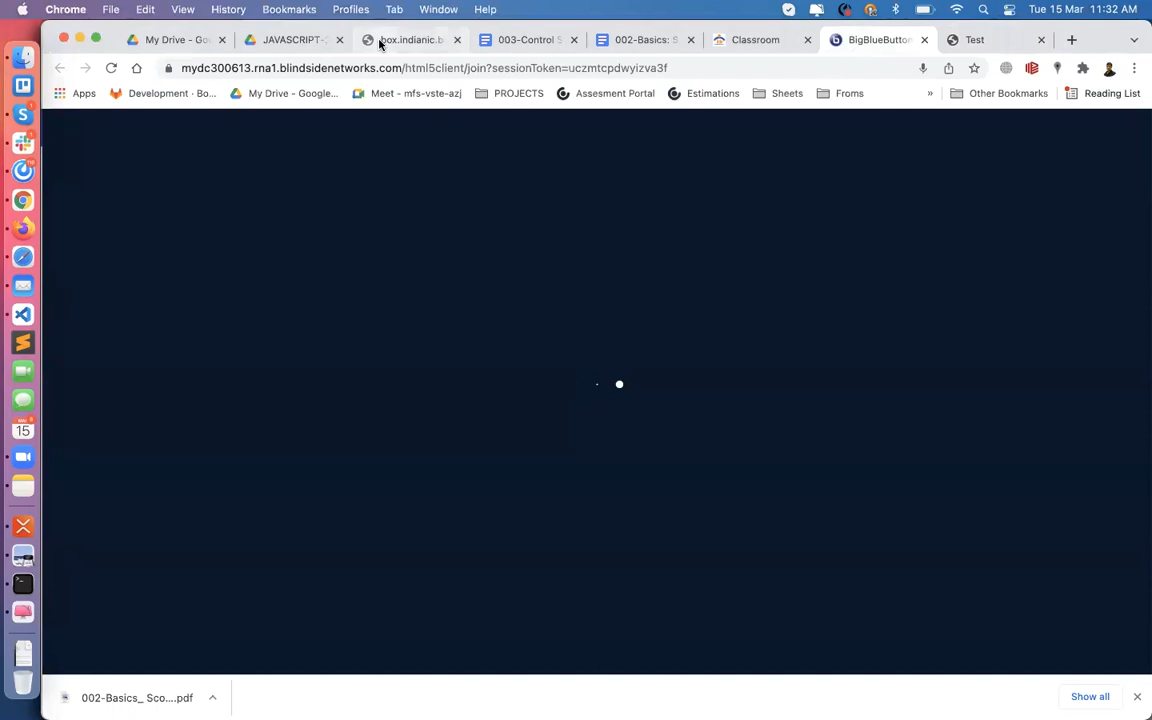 Chrome File Edit View History Bookmarks Profiles Tab Window Help Tue 15 Mar 11:32 AM
My Drive - Go JAVASCRIPT- box.indianic.b 003-Control S 002-Basics: S Classroom BigBlueButton Test
mydc300613.rna1.blindsidenetworks.com/html5client/join?sessionToken=uczmtcpdwyizva3f
Apps Development · Bo... My Drive - Google... Meet - mfs-vste-azj PROJECTS Assesment Portal Estimations Sheets Froms » Other Bookmarks Reading List
15
002-Basics_ Sco....pdf Show all